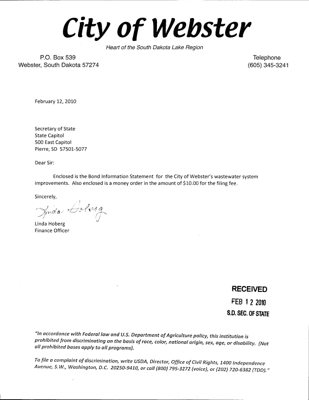 City of Webster
Heart of the South Dakota Lake Region
P.O. Box 539
Webster, South Dakota 57274
Telephone
(605) 345-3241
February 12, 2010
Secretary of State
State Capitol
500 East Capitol
Pierre, SD  57501-5077
Dear Sir:
Enclosed is the Bond Information Statement for the City of Webster's wastewater system
improvements.  Also enclosed is a money order in the amount of $10.00 for the filing fee.
Sincerely,
Linda Hoberg
Linda Hoberg
Finance Officer
RECEIVED
FEB 12 2010
S.D. SEC. OF STATE
"In accordance with Federal law and U.S. Department of Agriculture policy, this institution is
prohibited from discriminating on the basis of race, color, national origin, sex, age, or disability.  (Not
all prohibited bases apply to all programs).
To file a complaint of discrimination, write USDA, Director, Office of Civil Rights, 1400 Independence
Avenue, S.W., Washington, D.C.  20250-9410, or call (800) 795-3272 (voice), or (202) 720-6382 (TDD)."